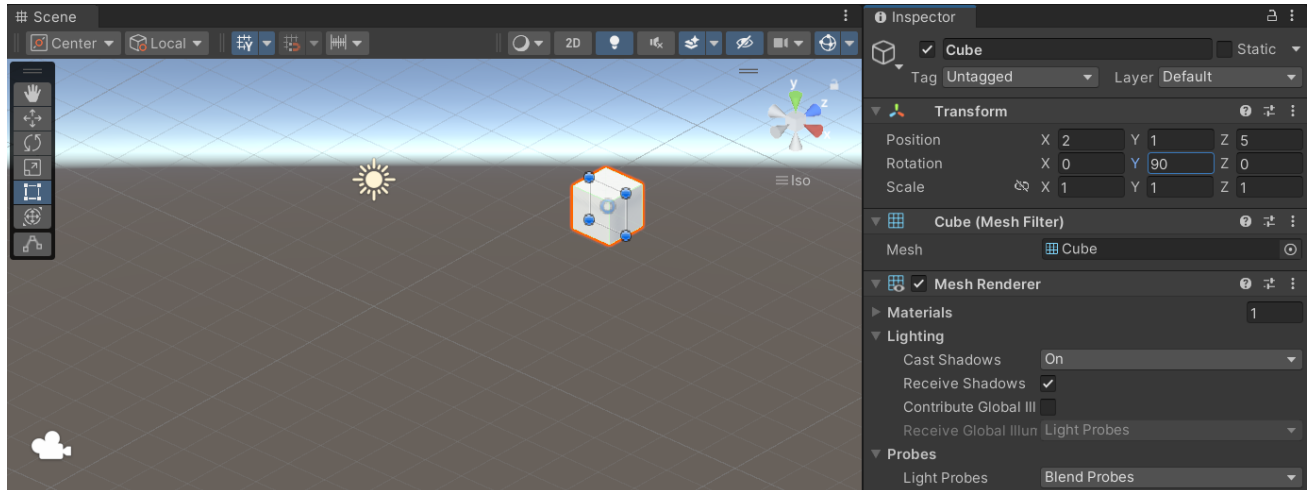 Scene
Center Local 2D
y
z
x
Iso
Inspector
Cube Static
Tag Untagged Layer Default
Transform
Position X 2 Y 1 Z 5
Rotation X 0 Y 90 Z 0
Scale X 1 Y 1 Z 1
Cube (Mesh Filter)
Mesh Cube
Mesh Renderer
Materials 1
Lighting
Cast Shadows On
Receive Shadows
Contribute Global Ill
Receive Global Illun Light Probes
Probes
Light Probes Blend Probes